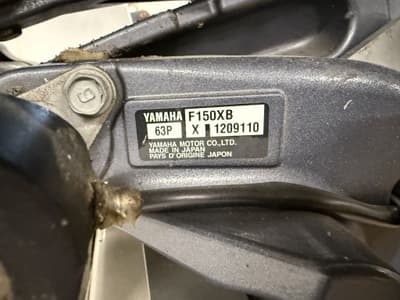 YAMAHA F150XB
63P X 1209110
YAMAHA MOTOR CO.,LTD.
MADE IN JAPAN
PAYS D'ORIGINE JAPON